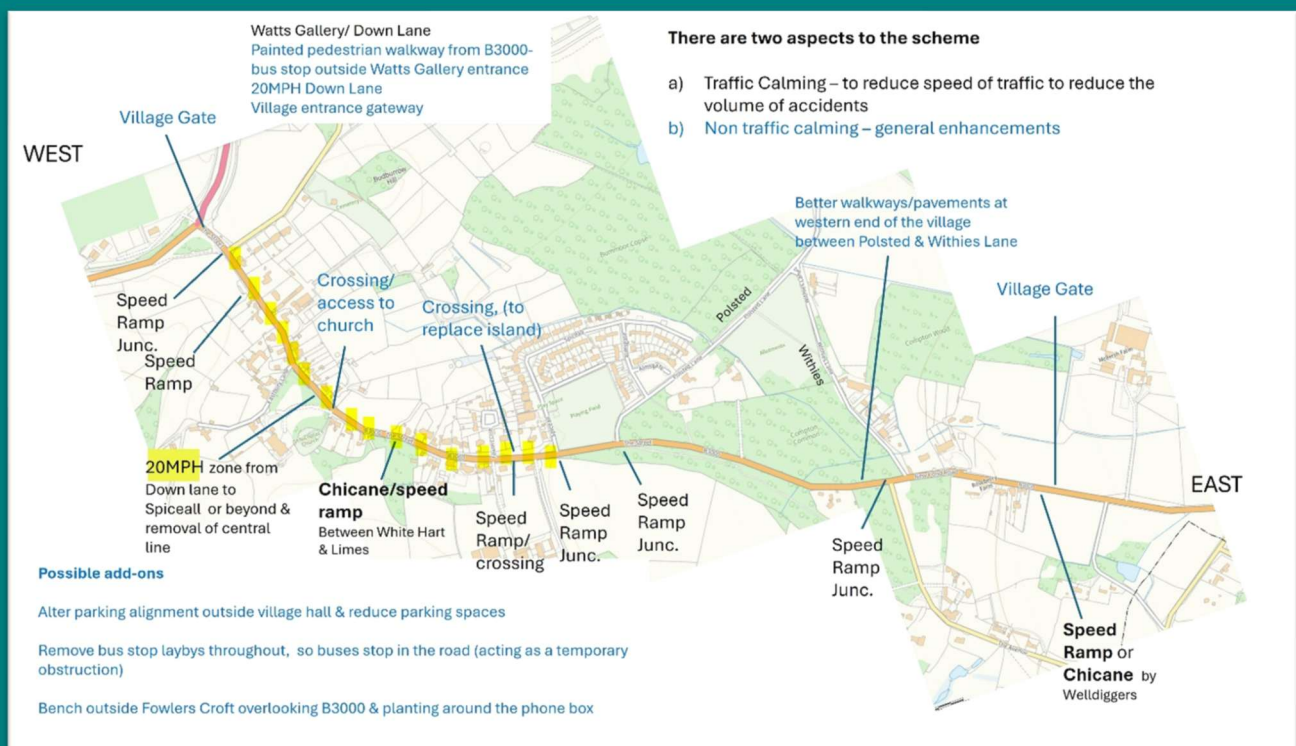 Watts Gallery/ Down Lane
Painted pedestrian walkway from B3000-
bus stop outside Watts Gallery entrance
20MPH Down Lane
Village entrance gateway
There are two aspects to the scheme
a) Traffic Calming – to reduce speed of traffic to reduce the
volume of accidents
b) Non traffic calming – general enhancements
Village Gate
WEST
Better walkways/pavements at
western end of the village
between Polsted & Withies Lane
Village Gate
Speed
Ramp
Junc.
Speed
Ramp
Crossing/
access to
church
Crossing, (to
replace island)
Polsted
Withies
Playing Field
20MPH zone from
Down lane to
Spiceall or beyond &
removal of central
line
Chicane/speed
ramp
Between White Hart
& Limes
Speed
Ramp/
crossing
Speed
Ramp
Junc.
Speed
Ramp
Junc.
Speed
Ramp
Junc.
EAST
Speed
Ramp or
Chicane by
Welldiggers
Possible add-ons
Alter parking alignment outside village hall & reduce parking spaces
Remove bus stop laybys throughout, so buses stop in the road (acting as a temporary
obstruction)
Bench outside Fowlers Croft overlooking B3000 & planting around the phone box